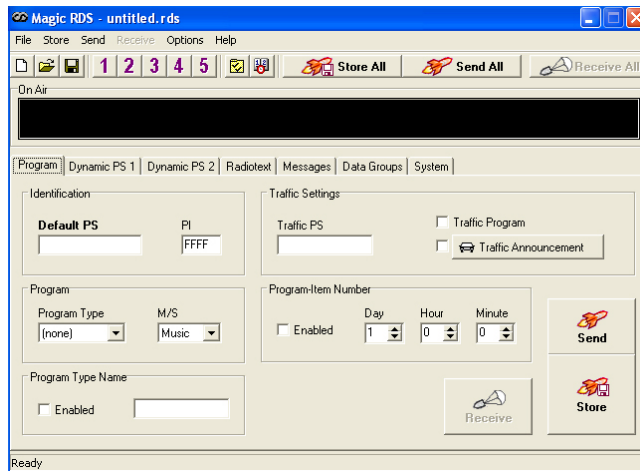 Magic RDS - untitled.rds
File Store Send Receive Options Help
1 2 3 4 5 Store All Send All Receive All
On Air
Program Dynamic PS 1 Dynamic PS 2 Radiotext Messages Data Groups System
Identification
Default PS PI
FFFF
Traffic Settings
Traffic PS Traffic Program
Traffic Announcement
Program
Program Type M/S
(none) Music
Program-Item Number
Day Hour Minute
Enabled 1 0 0
Program Type Name
Enabled
Receive
Send
Store
Ready